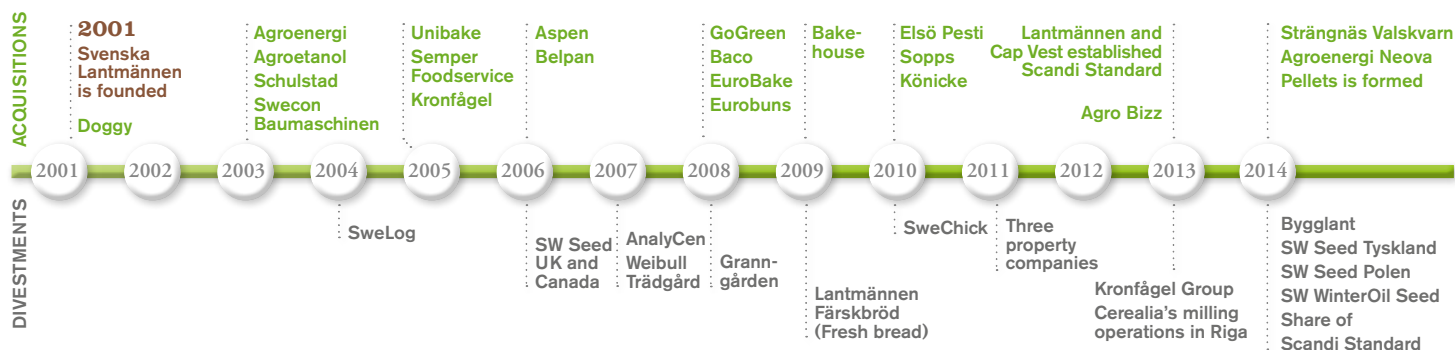 ACQUISITIONS
2001
Svenska
Lantmännen
is founded
Doggy
Agroenergi
Agroetanol
Schulstad
Swecon
Baumaschinen
Unibake
Semper
Foodservice
Kronfågel
Aspen
Belpan
GoGreen
Baco
EuroBake
Eurobuns
Bake-
house
Elsö Pesti
Sopps
Könicke
Lantmännen and
Cap Vest established
Scandi Standard
Agro Bizz
Strängnäs Valskvarn
Agroenergi Neova
Pellets is formed
2001
2002
2003
2004
2005
2006
2007
2008
2009
2010
2011
2012
2013
2014
DIVESTMENTS
SweLog
SW Seed
UK and
Canada
AnalyCen
Weibull
Trädgård
Grann-
gården
Lantmännen
Färskbröd
(Fresh bread)
SweChick
Three
property
companies
Kronfågel Group
Cerealia’s milling
operations in Riga
Bygglant
SW Seed Tyskland
SW Seed Polen
SW WinterOil Seed
Share of
Scandi Standard